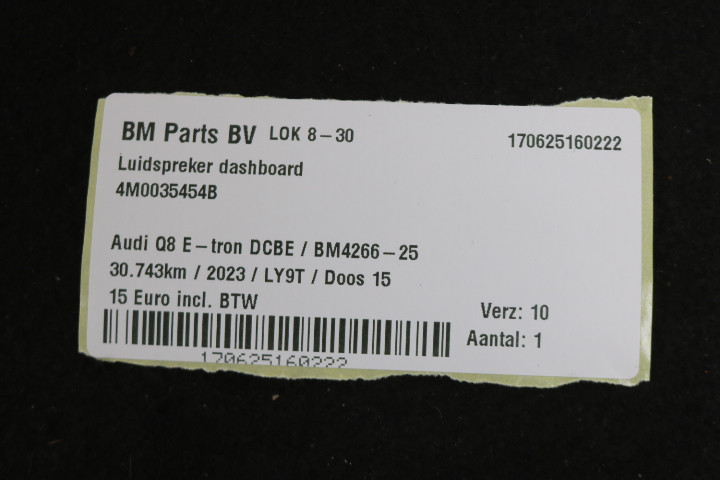 BM Parts BV LOK 8-30 170625160222
Luidspreker dashboard
4M0035454B
Audi Q8 E-tron DCBE / BM4266-25
30.743km / 2023 / LY9T / Doos 15
15 Euro incl. BTW Verz: 10
Aantal: 1
170625160222